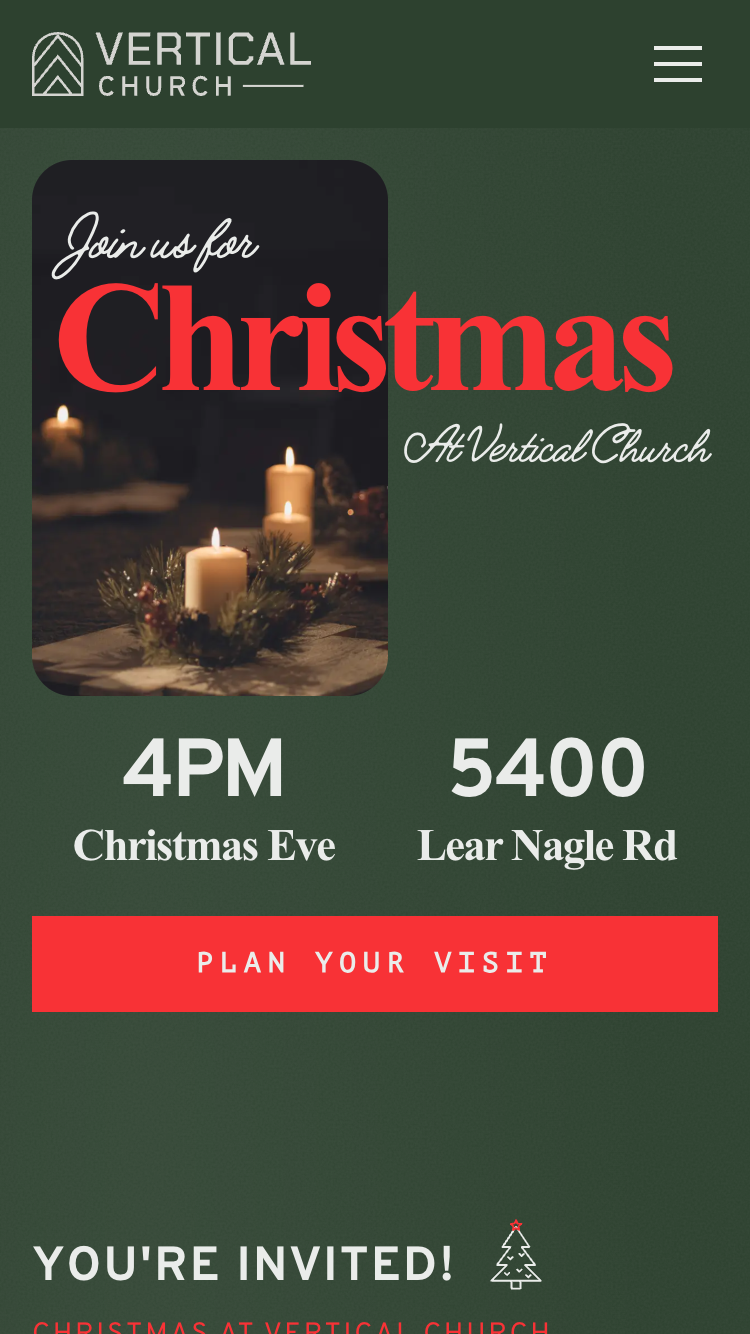 VERTICAL
CHURCH
Join us for
Christmas
At Vertical Church
4PM
Christmas Eve
5400
Lear Nagle Rd
PLAN YOUR VISIT
YOU'RE INVITED!
CHRISTMAS AT VERTICAL CHURCH